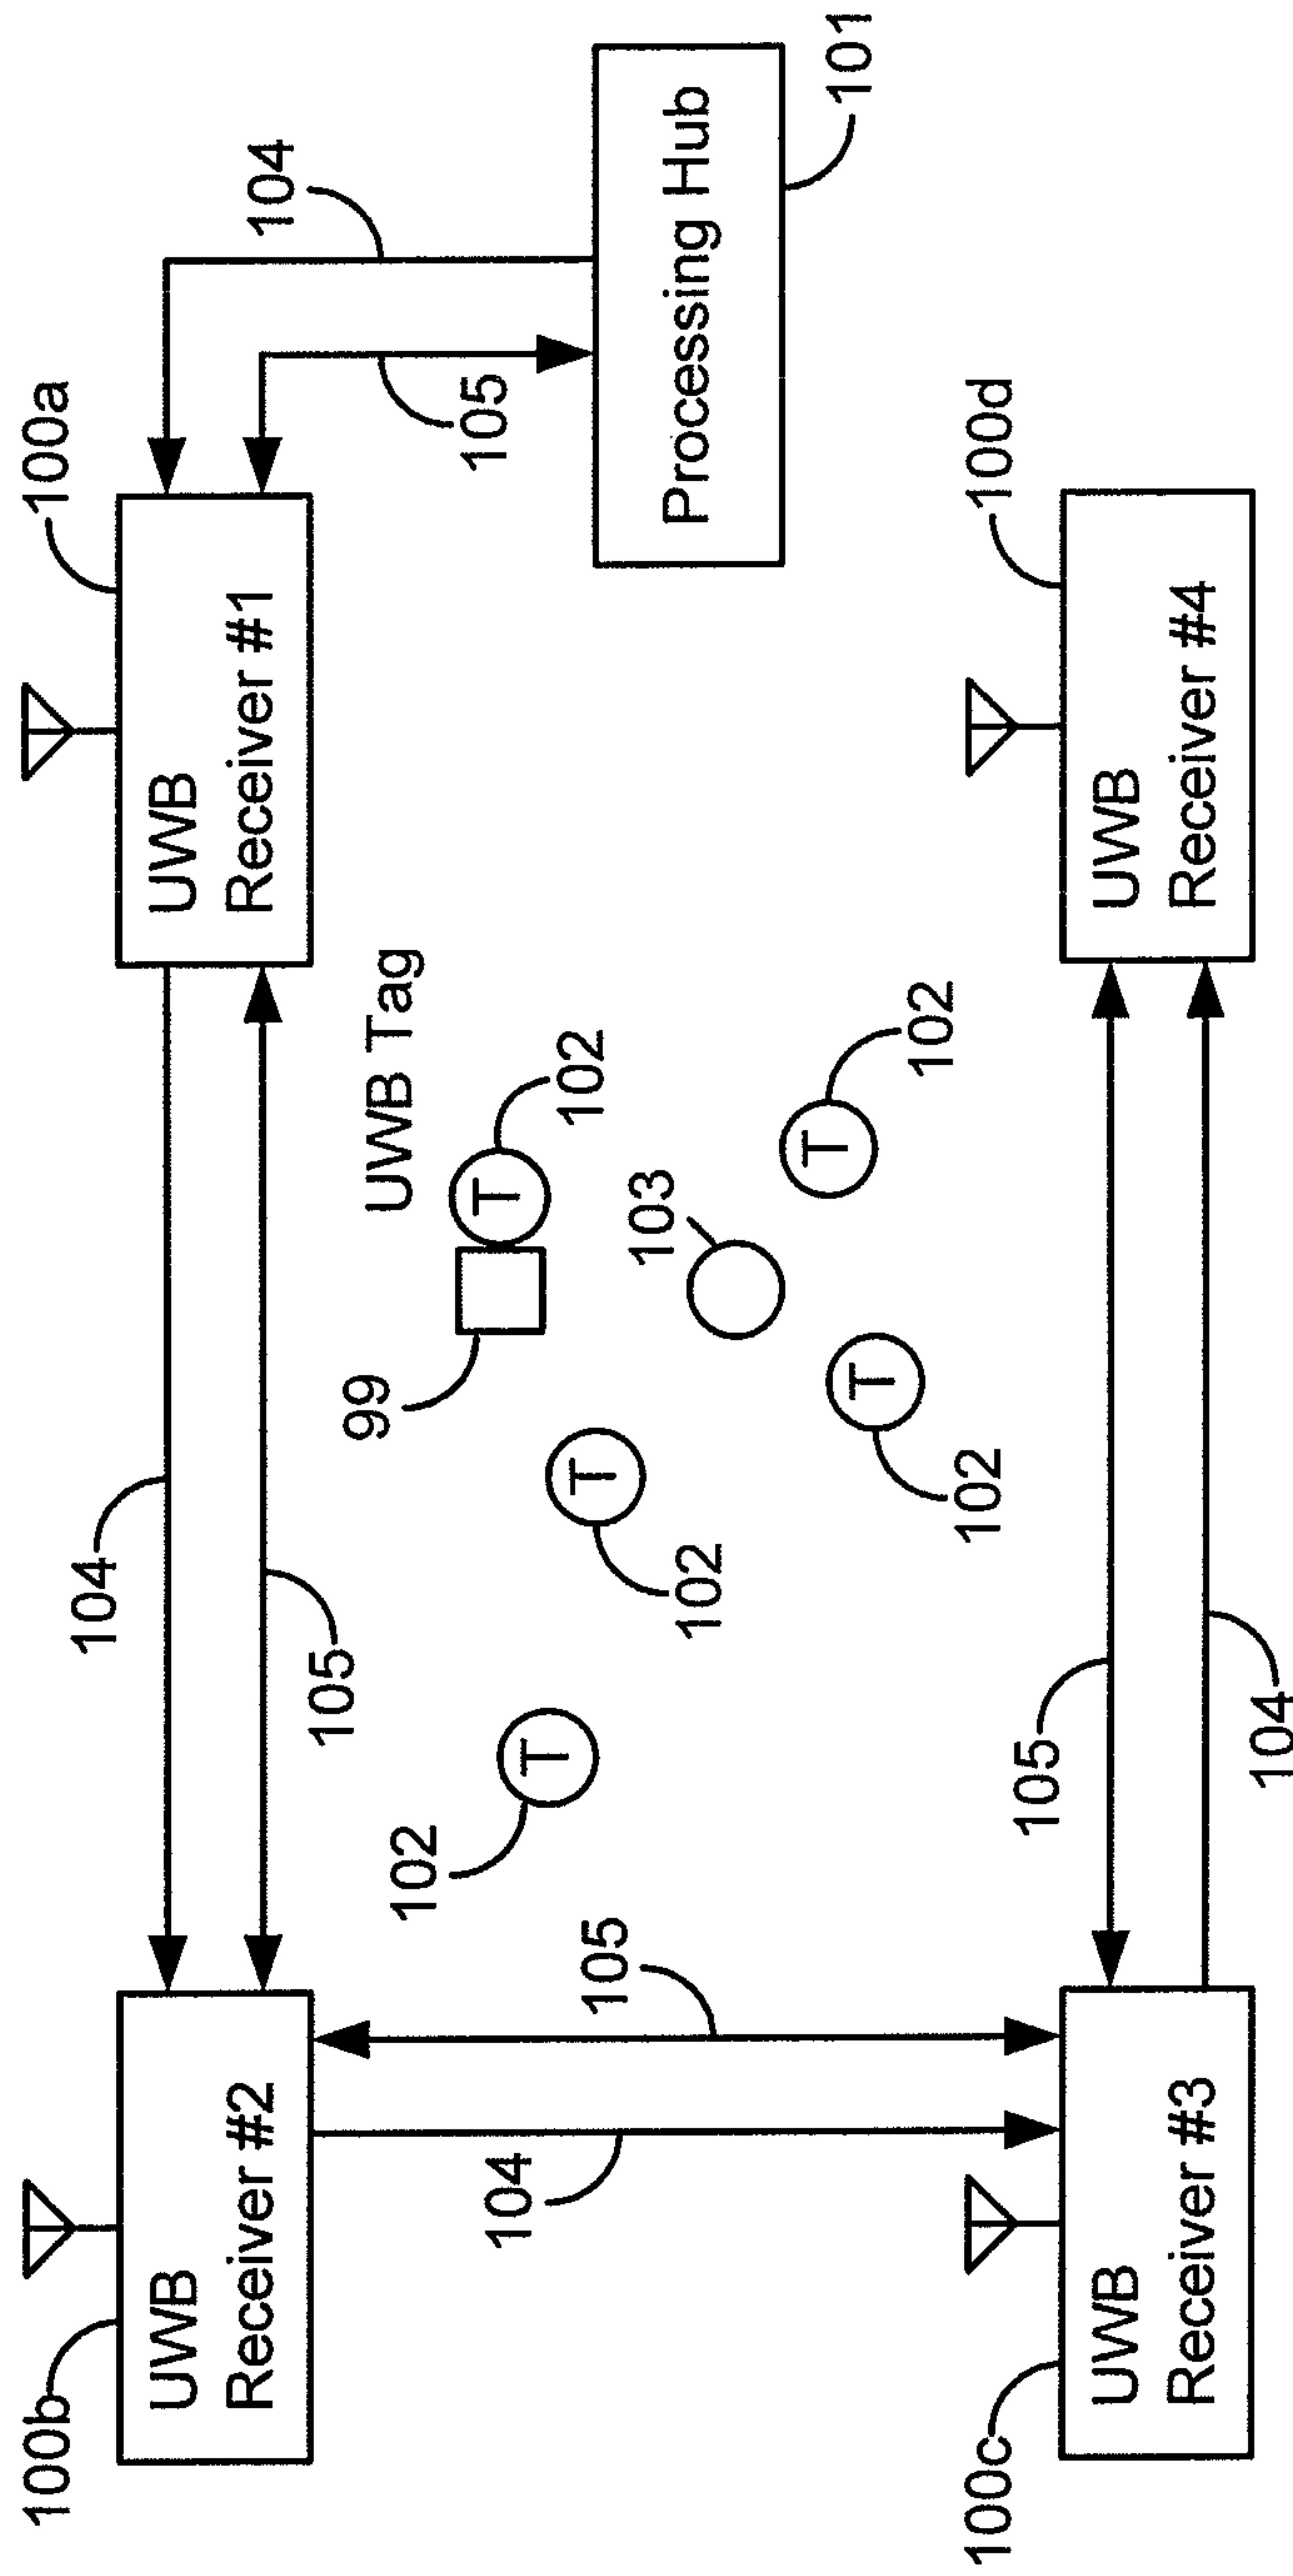 100b
100a
104
UWB
Receiver #2
UWB
Receiver #1
104
105
99
UWB Tag
102
T
105
104
T
102
105
T
103
Processing Hub
102
T
101
T
102
102
100c
100d
105
UWB
Receiver #3
UWB
Receiver #4
104